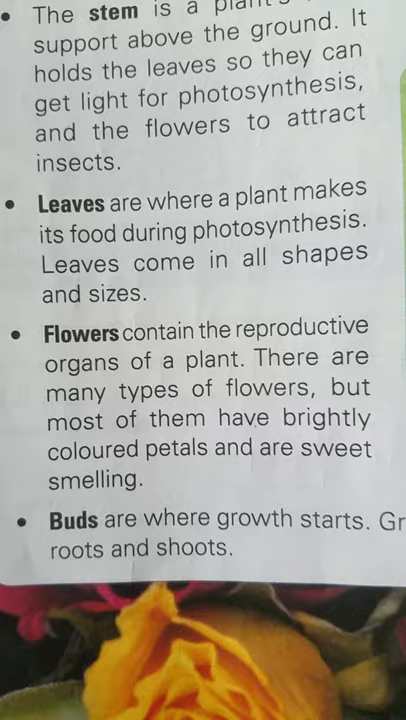 • The stem is a plant's
support above the ground. It
holds the leaves so they can
get light for photosynthesis,
and the flowers to attract
insects.
• Leaves are where a plant makes
its food during photosynthesis.
Leaves come in all shapes
and sizes.
• Flowers contain the reproductive
organs of a plant. There are
many types of flowers, but
most of them have brightly
coloured petals and are sweet
smelling.
• Buds are where growth starts. Gr
roots and shoots.